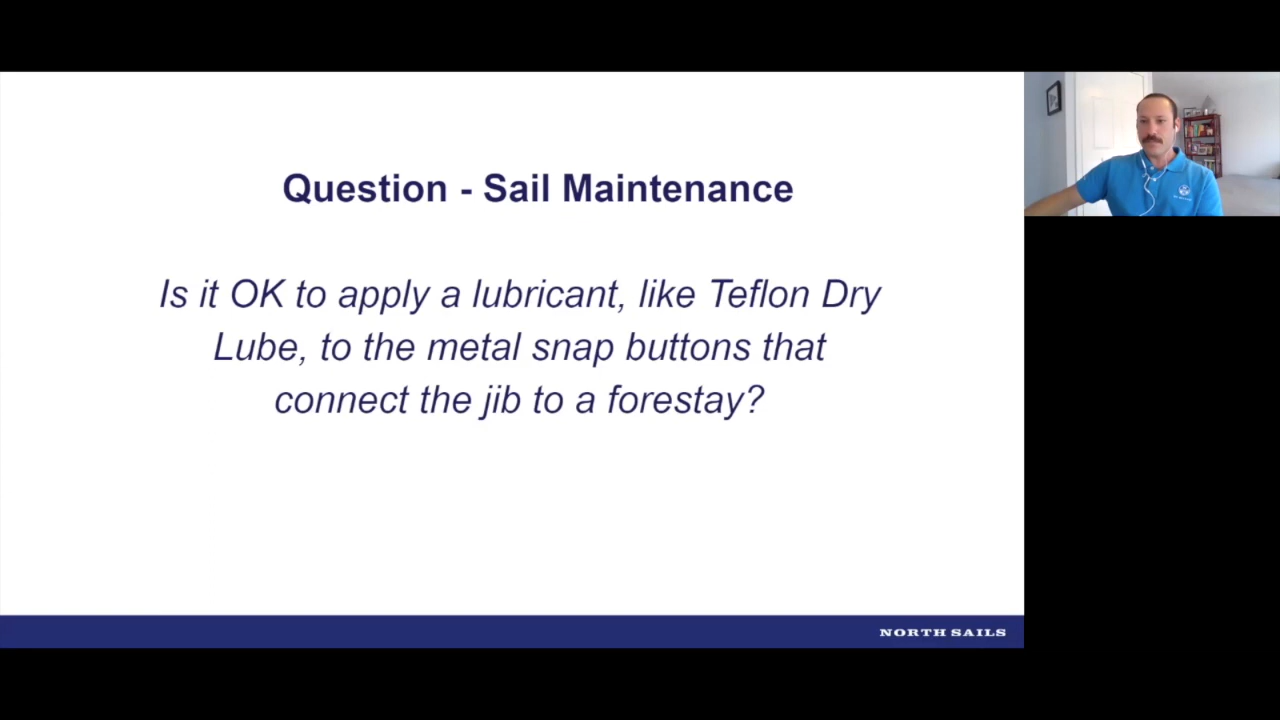 Question - Sail Maintenance
Is it OK to apply a lubricant, like Teflon Dry
Lube, to the metal snap buttons that
connect the jib to a forestay?
NORTH SAILS